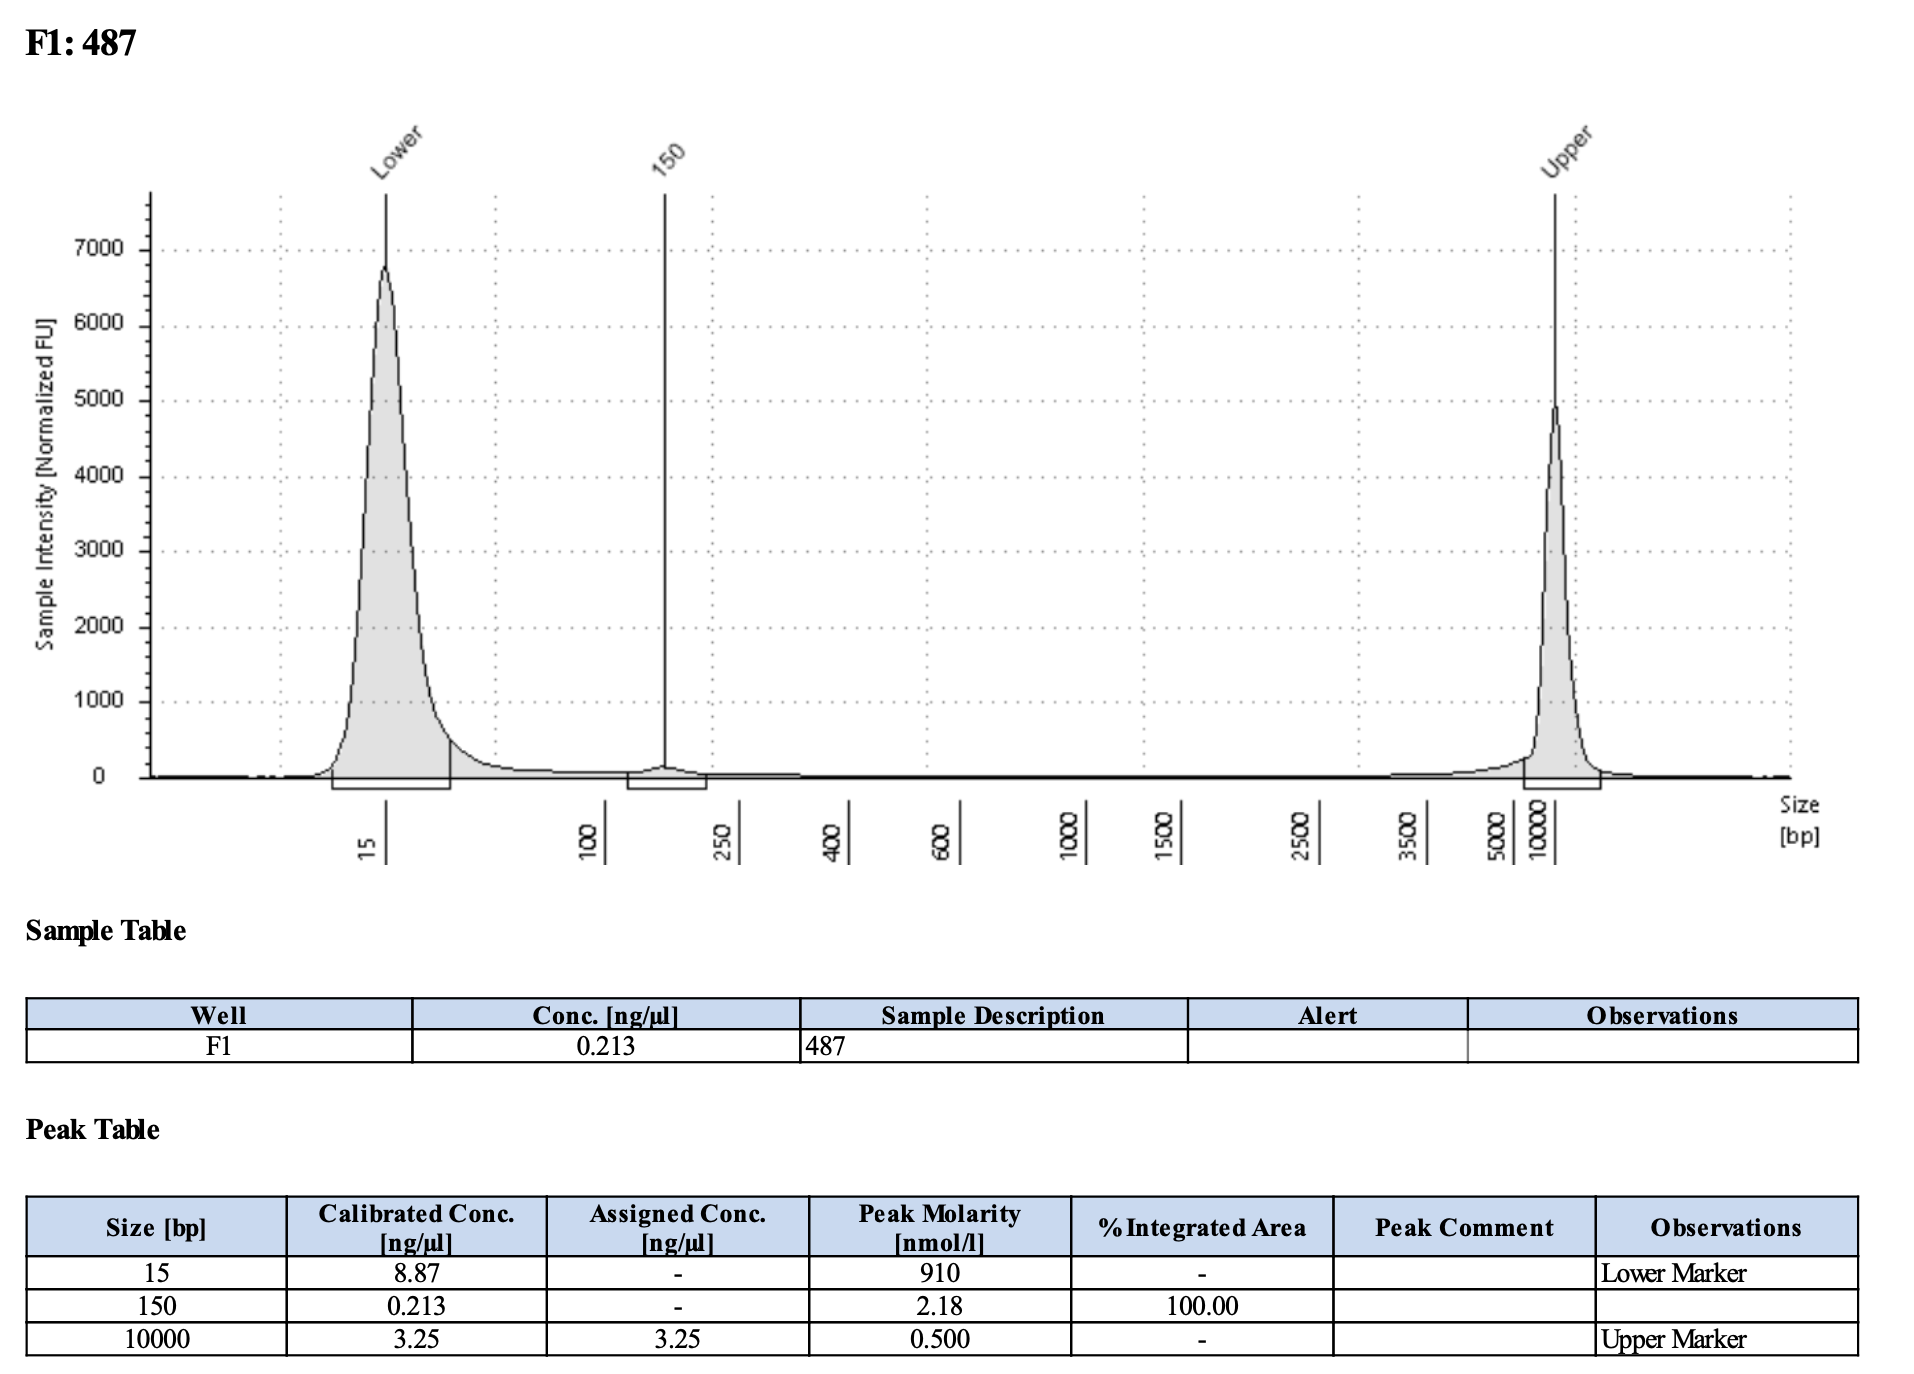 F1: 487
Lower
150
Upper
Sample Intensity [Normalized FU]
7000
6000
5000
4000
3000
2000
1000
0
15
100
250
400
600
1000
1500
2500
3500
5000
10000
Size
[bp]
Sample Table
Well Conc. [ng/µl] Sample Description Alert Observations
F1 0.213 487
Peak Table
Size [bp] Calibrated Conc. [ng/µl] Assigned Conc. [ng/µl] Peak Molarity [nmol/l] % Integrated Area Peak Comment Observations
15 8.87 - 910 - Lower Marker
150 0.213 - 2.18 100.00
10000 3.25 3.25 0.500 - Upper Marker